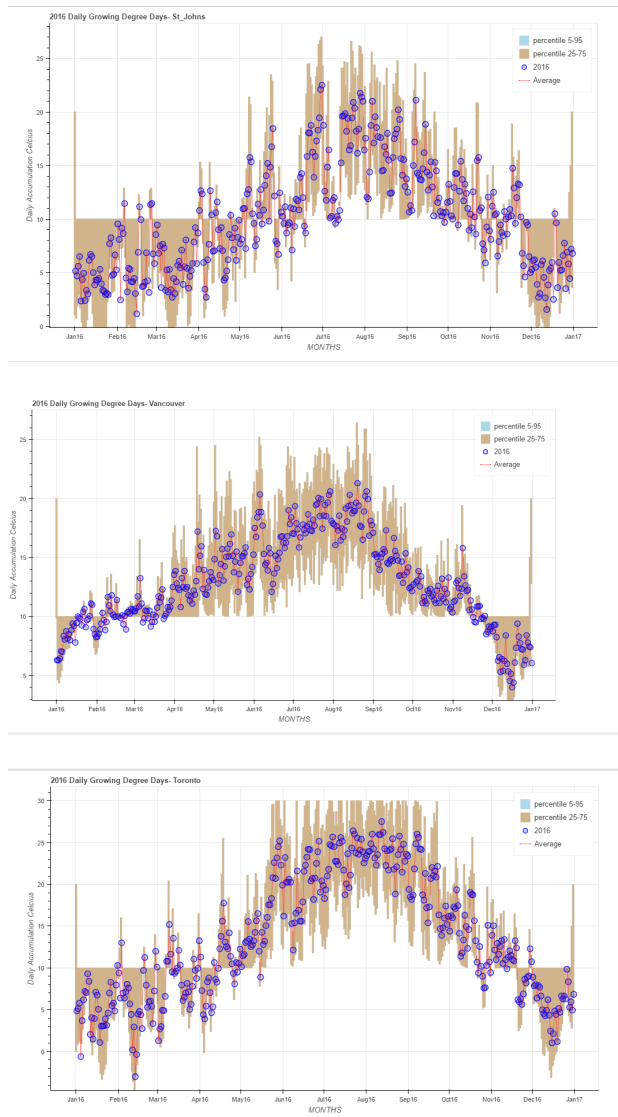 2016 Daily Growing Degree Days- St_Johns
percentile 5-95
percentile 25-75
2016
Average
Daily Accumulation Celcius
25
20
15
10
5
0
Jan16 Feb16 Mar16 Apr16 May16 Jun16 Jul16 Aug16 Sep16 Oct16 Nov16 Dec16 Jan17
MONTHS
2016 Daily Growing Degree Days- Vancouver
percentile 5-95
percentile 25-75
2016
Average
Daily Accumulation Celcius
25
20
15
10
5
Jan16 Feb16 Mar16 Apr16 May16 Jun16 Jul16 Aug16 Sep16 Oct16 Nov16 Dec16 Jan17
MONTHS
2016 Daily Growing Degree Days- Toronto
percentile 5-95
percentile 25-75
2016
Average
Daily Accumulation Celcius
30
25
20
15
10
5
0
Jan16 Feb16 Mar16 Apr16 May16 Jun16 Jul16 Aug16 Sep16 Oct16 Nov16 Dec16 Jan17
MONTHS